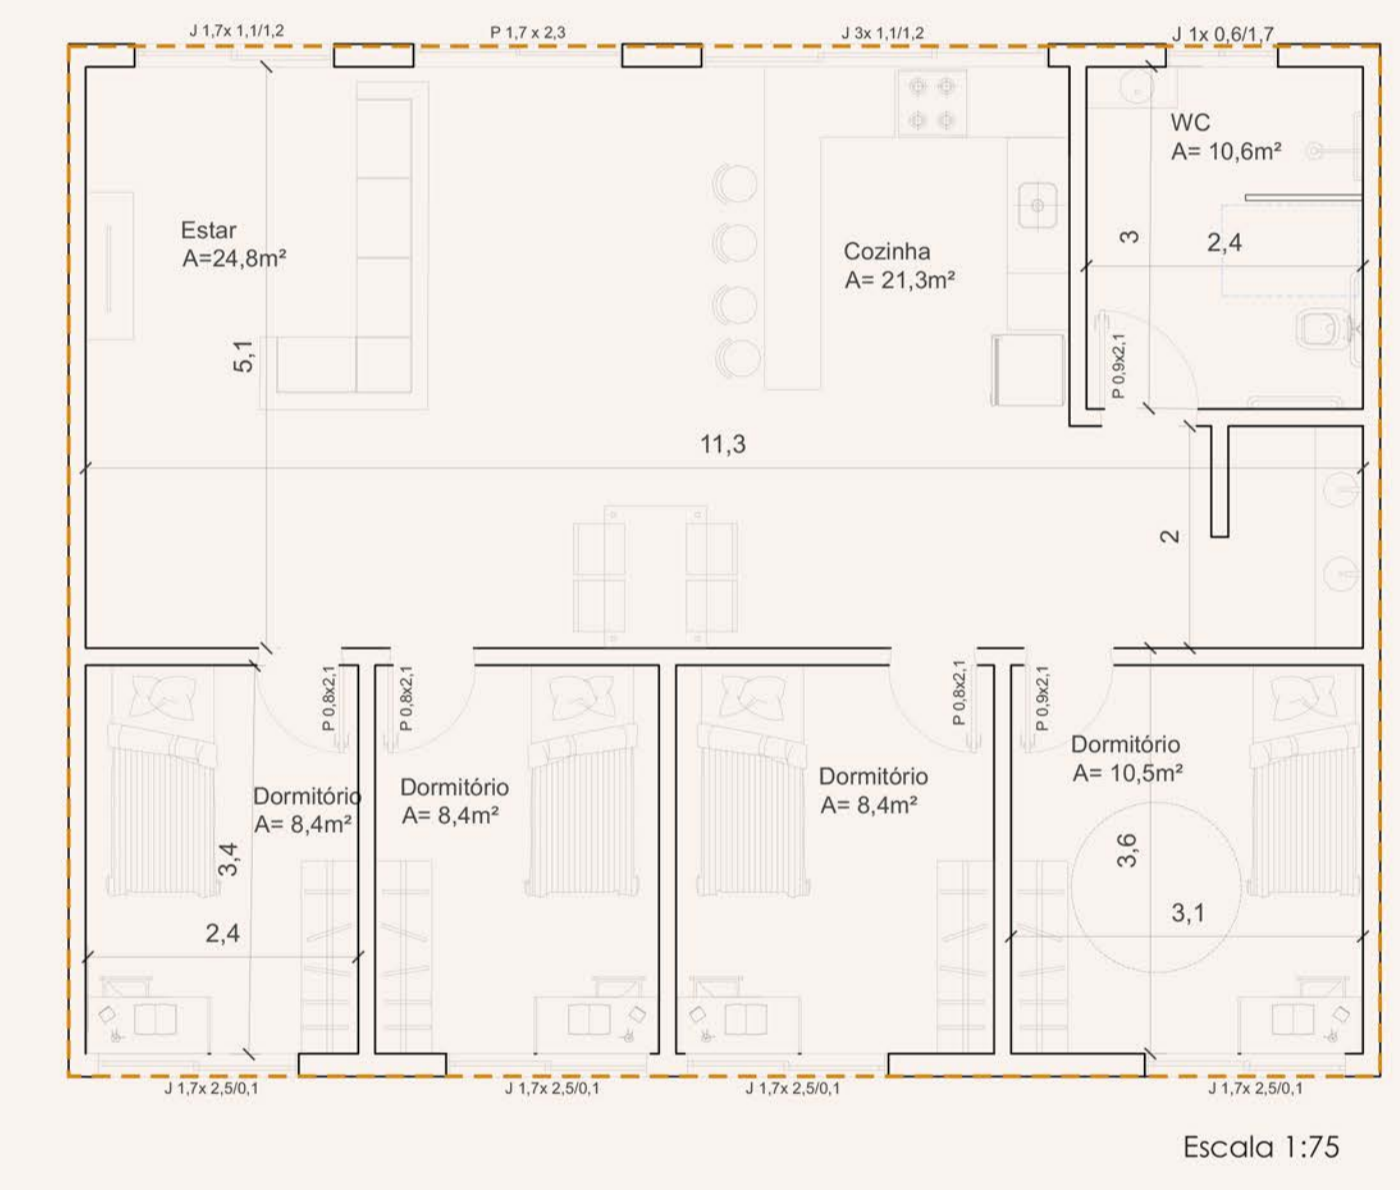 J 1,7x 1,1/1,2
P 1,7 x 2,3
J 3x 1,1/1,2
J 1x 0,6/1,7
WC
A= 10,6m²
Estar
A=24,8m²
3
2,4
Cozinha
A= 21,3m²
5,1
P 0,9x2,1
11,3
2
P 0,8x2,1
P 0,8x2,1
P 0,8x2,1
P 0,9x2,1
Dormitório
A= 8,4m²
Dormitório
A= 8,4m²
Dormitório
A= 8,4m²
Dormitório
A= 10,5m²
3,4
2,4
3,6
3,1
J 1,7x 2,5/0,1
J 1,7x 2,5/0,1
J 1,7x 2,5/0,1
J 1,7x 2,5/0,1
Escala 1:75